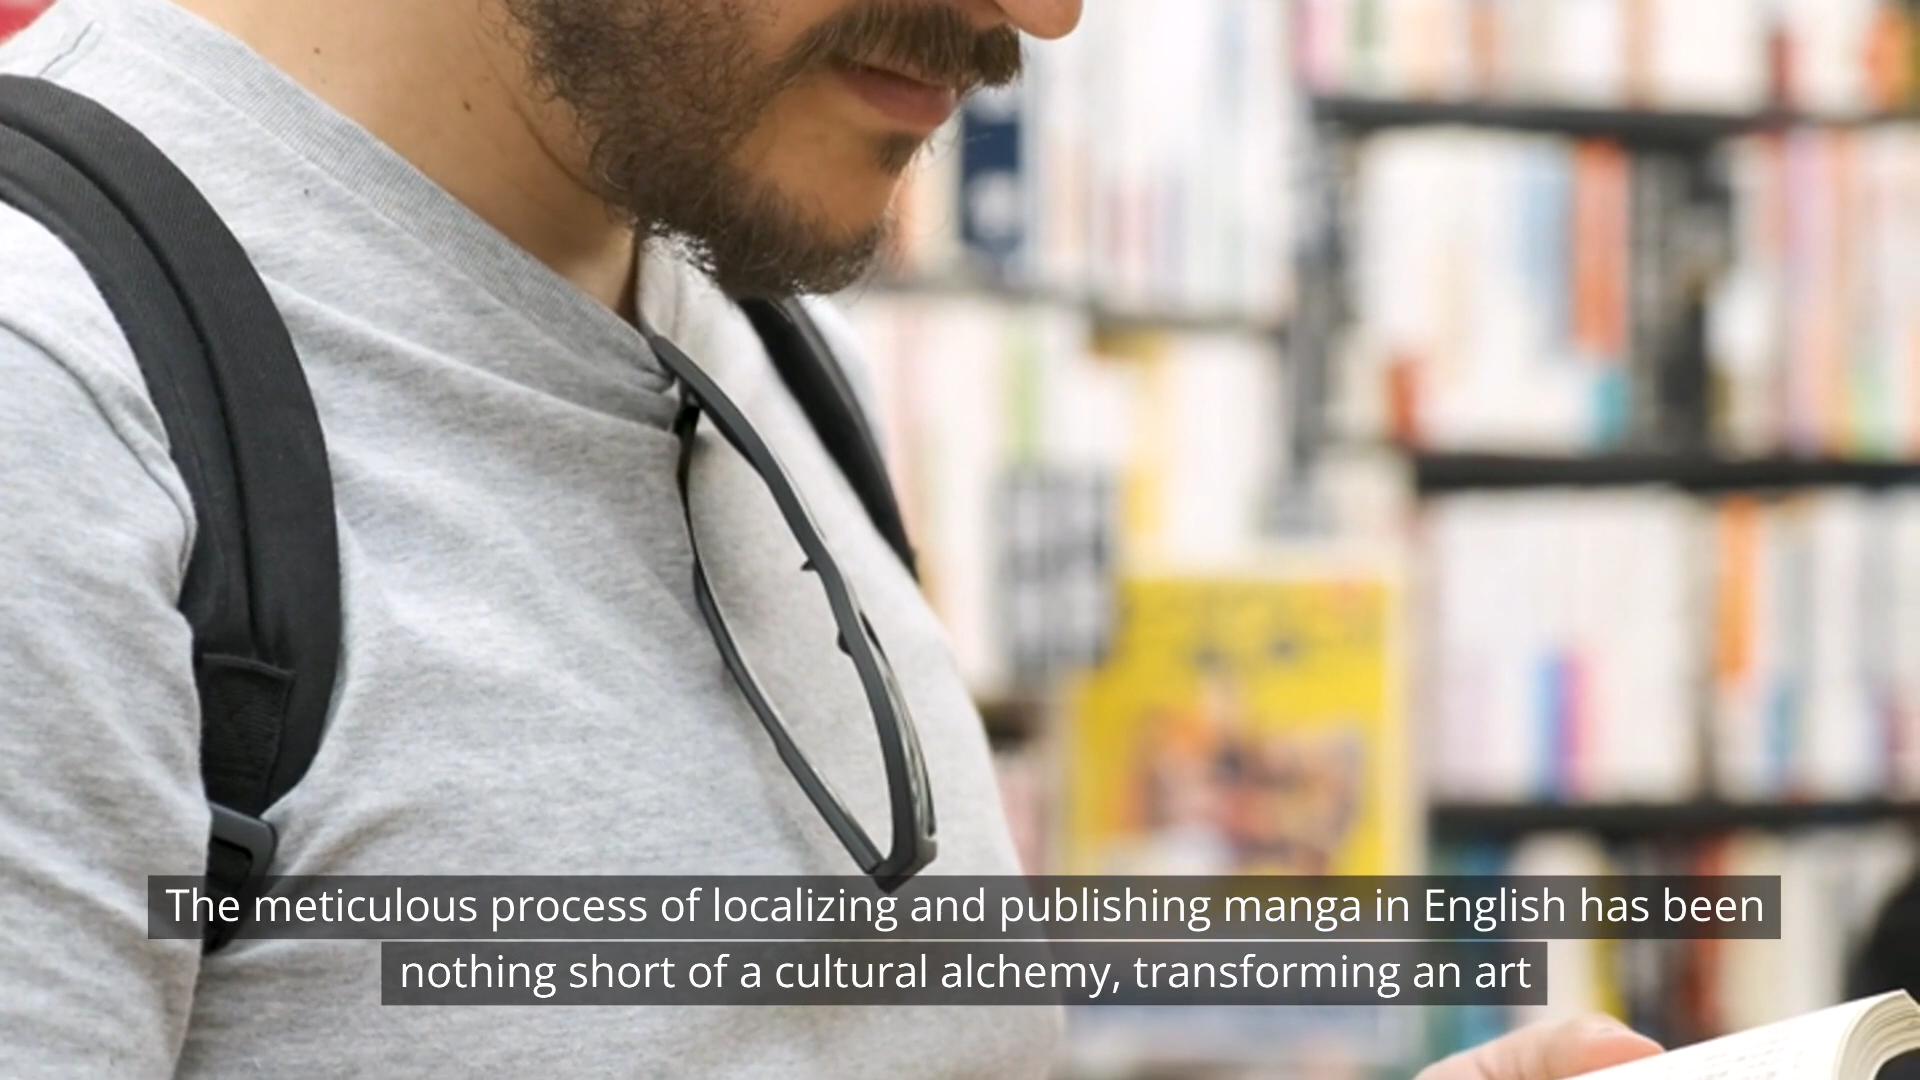 The meticulous process of localizing and publishing manga in English has been
nothing short of a cultural alchemy, transforming an art